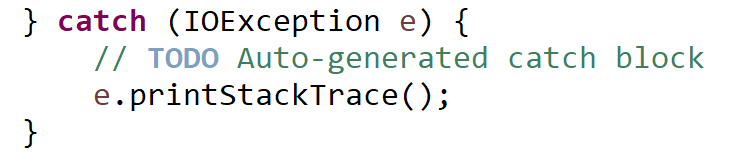 } catch (IOException e) {
    // TODO Auto-generated catch block
    e.printStackTrace();
}